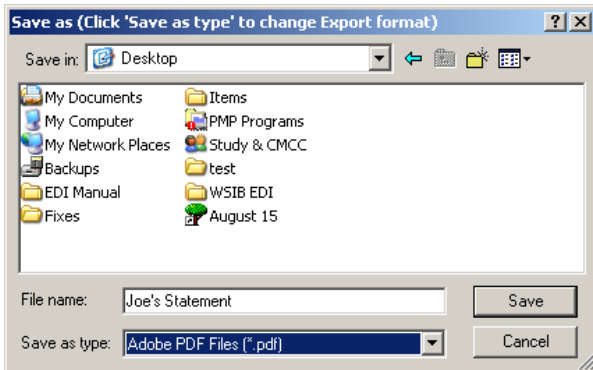 Save as (Click 'Save as type' to change Export format)
Save in: Desktop
My Documents Items
My Computer PMP Programs
My Network Places Study & CMCC
Backups test
EDI Manual WSIB EDI
Fixes August 15
File name: Joe's Statement Save
Save as type: Adobe PDF Files (*.pdf) Cancel